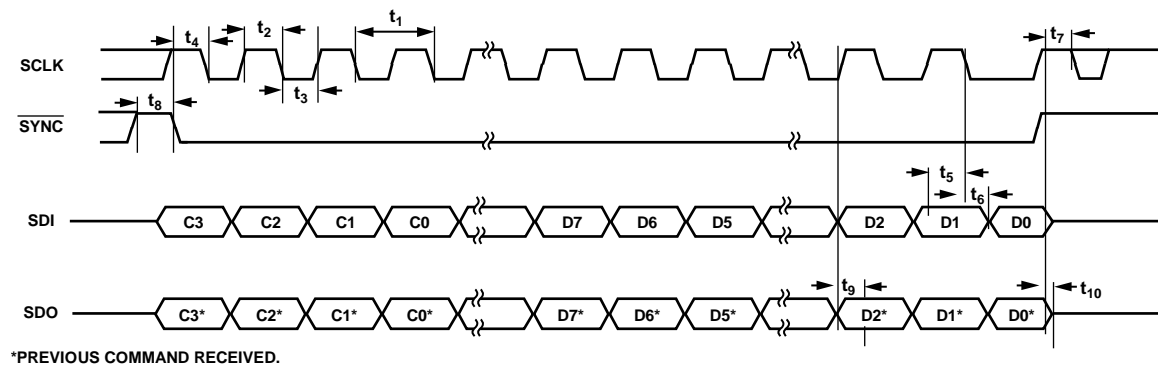 t4 t2 t1 t7
SCLK
t3
t8
SYNC
t5
t6
SDI C3 C2 C1 C0 D7 D6 D5 D2 D1 D0
t9
t10
SDO C3* C2* C1* C0* D7* D6* D5* D2* D1* D0*
*PREVIOUS COMMAND RECEIVED.